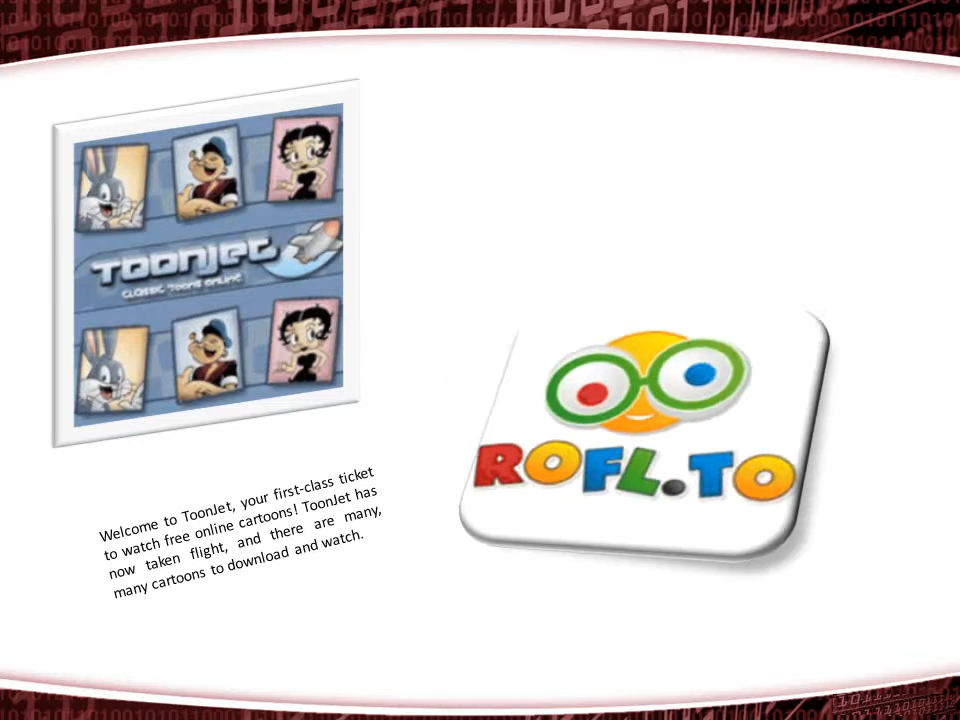 TOONJET
CLASSIC TOONS ONLINE
Welcome to ToonJet, your first-class ticket
to watch free online cartoons! ToonJet has
now taken flight, and there are many,
many cartoons to download and watch.
ROFL.TO